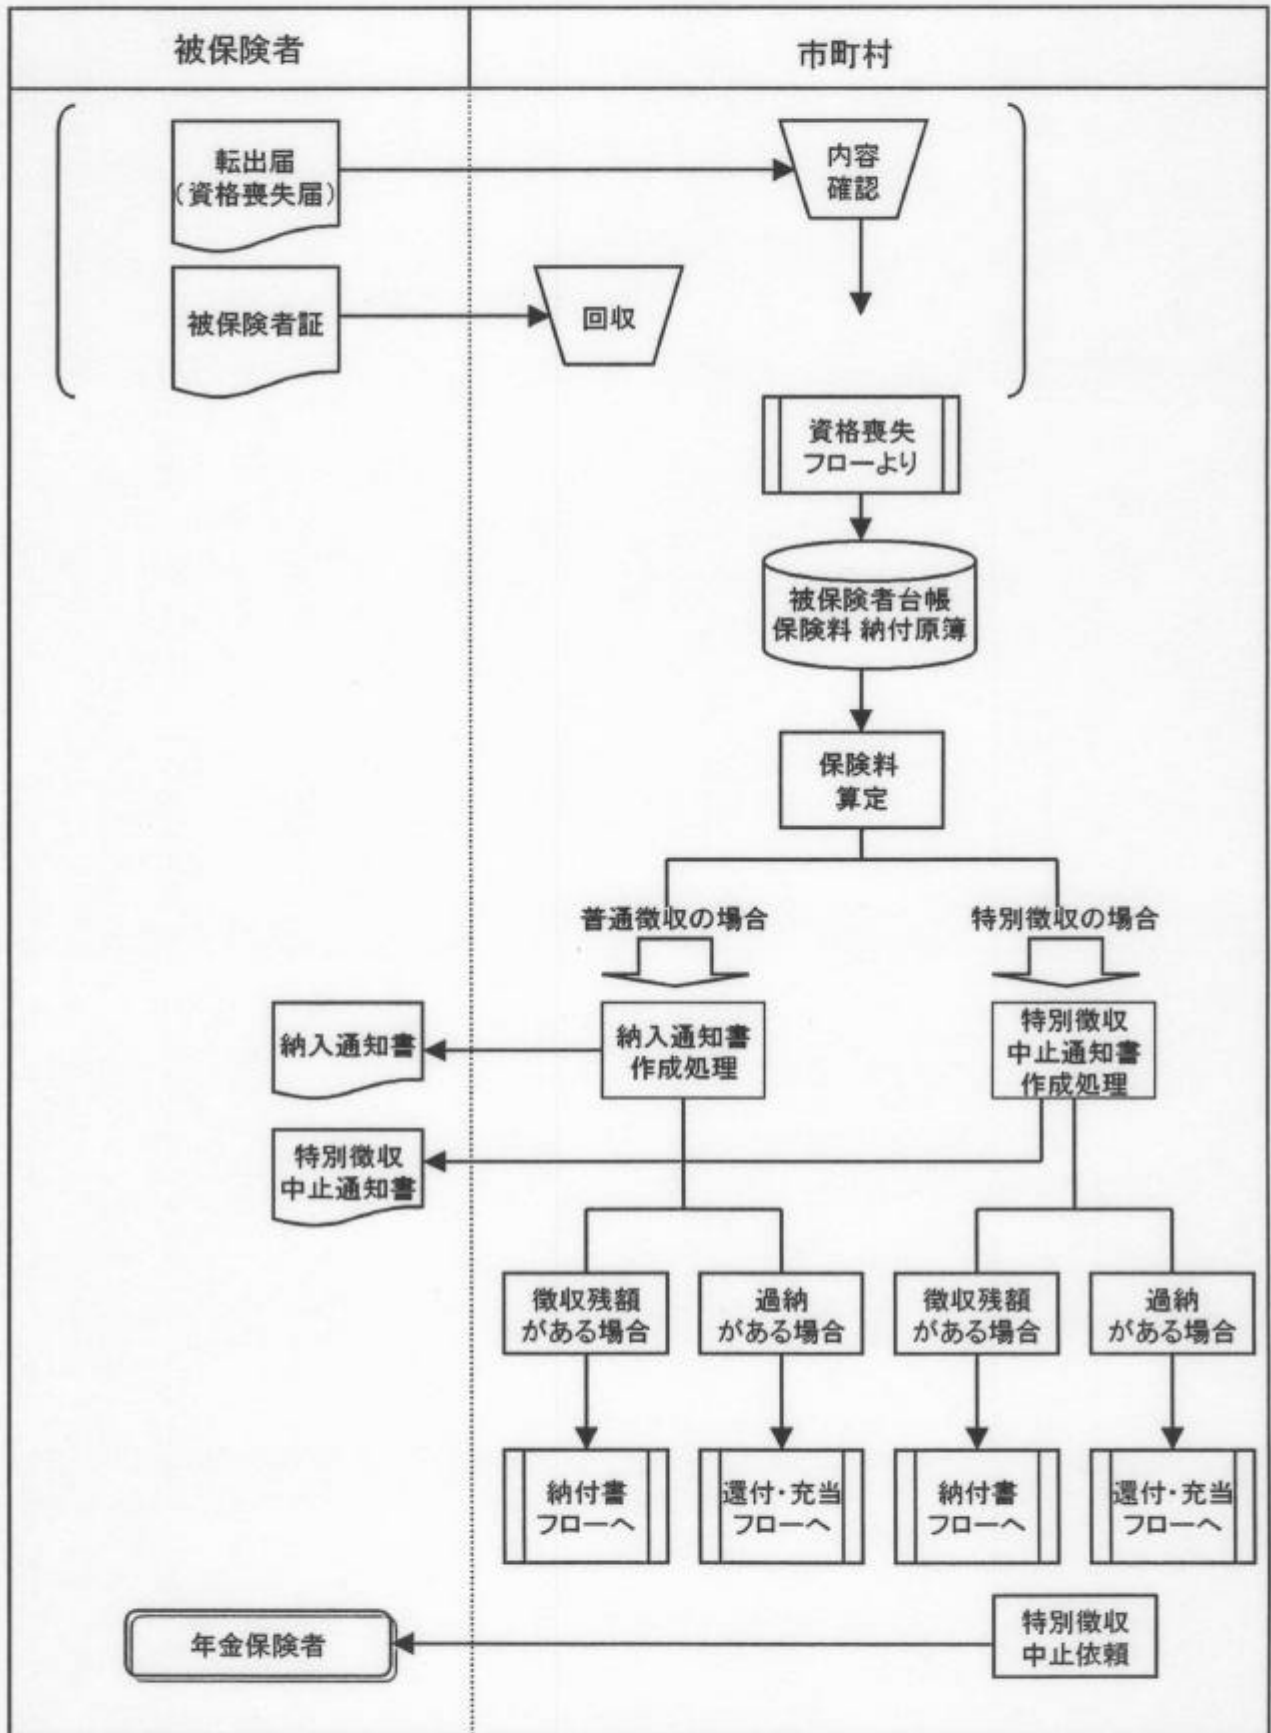 被保険者
市町村
転出届
(資格喪失届)
内容
確認
被保険者証
回収
資格喪失
フローより
被保険者台帳
保険料 納付原簿
保険料
算定
普通徴収の場合
特別徴収の場合
納入通知書
納入通知書
作成処理
特別徴収
中止通知書
作成処理
特別徴収
中止通知書
徴収残額
がある場合
過納
がある場合
徴収残額
がある場合
過納
がある場合
納付書
フローへ
還付・充当
フローへ
納付書
フローへ
還付・充当
フローへ
年金保険者
特別徴収
中止依頼